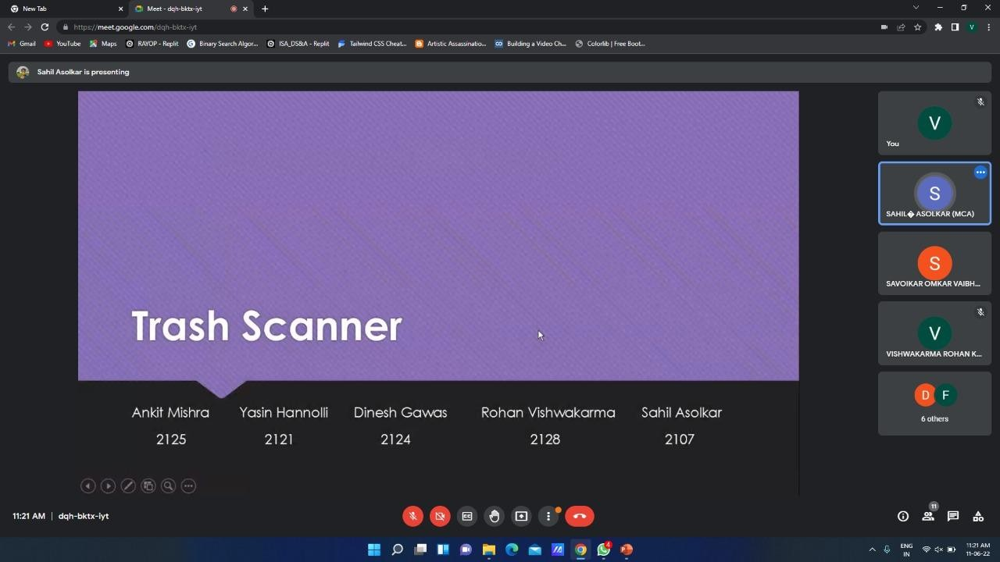 New Tab
Meet - dqh-bktx-iyt
https://meet.google.com/dqh-bktx-iyt
V
Gmail
YouTube
Maps
RAYOP - Replit
Binary Search Algor...
ISA_DS&A - Replit
Tailwind CSS Cheat...
Artistic Assassinatio...
Building a Video Ch...
Colorlib | Free Boot...
Sahil Asolkar is presenting
V
You
S
SAHIL� ASOLKAR (MCA)
S
SAVOIKAR OMKAR VAIBH...
V
VISHWAKARMA ROHAN K...
D F
6 others
Trash Scanner
Ankit Mishra Yasin Hannolli Dinesh Gawas Rohan Vishwakarma Sahil Asolkar
2125 2121 2124 2128 2107
11:21 AM | dqh-bktx-iyt
11
4
ENG
IN
11:21 AM
11-06-22